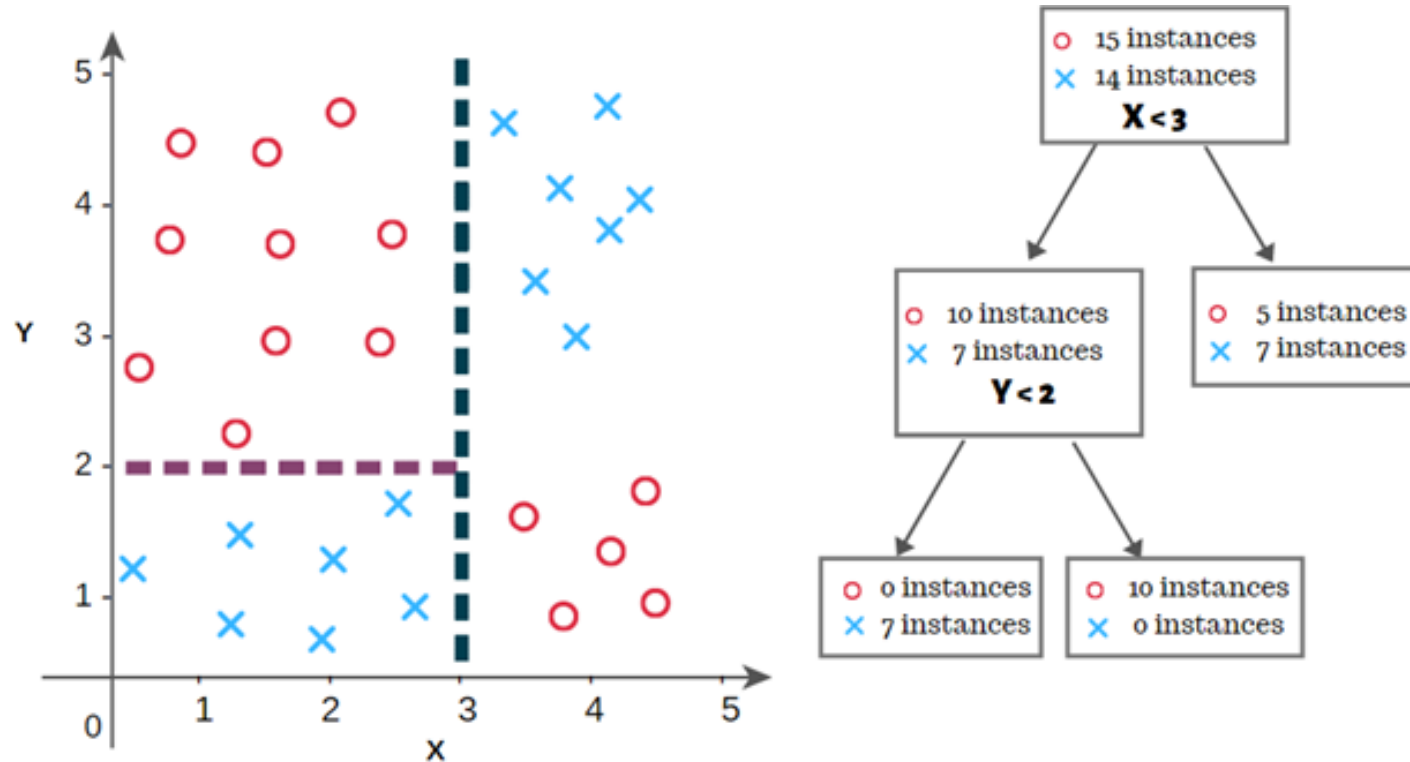 5
4
3
2
1
0
Y
1 2 3 4 5
X
15 instances
14 instances
X < 3
10 instances
7 instances
Y < 2
5 instances
7 instances
0 instances
7 instances
10 instances
0 instances